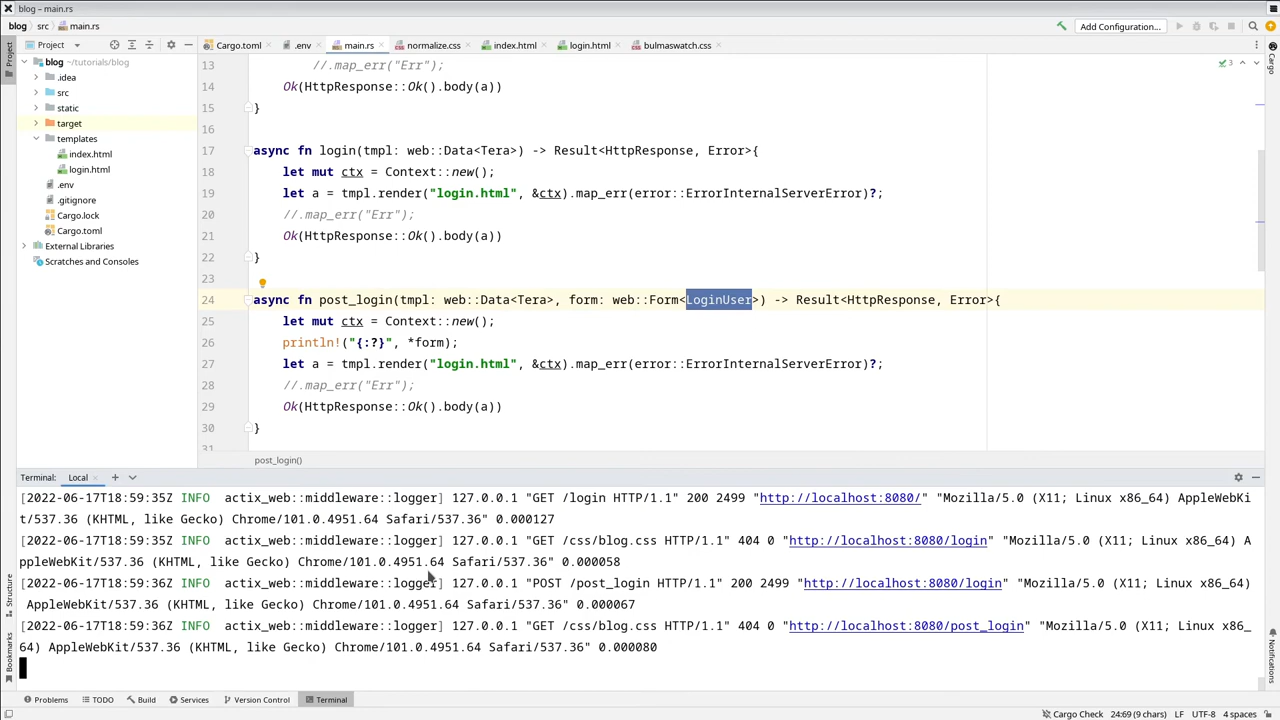 blog – main.rs
blog src main.rs
Add Configuration...
Project
Cargo.toml .env main.rs normalize.css index.html login.html bulmaswatch.css
blog ~/tutorials/blog
.idea
src
static
target
templates
index.html
login.html
.env
.gitignore
Cargo.lock
Cargo.toml
External Libraries
Scratches and Consoles
Project
Structure
Bookmarks
Cargo
Notifications
3
13 //.map_err("Err");
14 Ok(HttpResponse::Ok().body(a))
15 }
16
17 async fn login(tmpl: web::Data<Tera>) -> Result<HttpResponse, Error>{
18 let mut ctx = Context::new();
19 let a = tmpl.render("login.html", &ctx).map_err(error::ErrorInternalServerError)?;
20 //.map_err("Err");
21 Ok(HttpResponse::Ok().body(a))
22 }
23
24 async fn post_login(tmpl: web::Data<Tera>, form: web::Form<LoginUser>) -> Result<HttpResponse, Error>{
25 let mut ctx = Context::new();
26 println!("{:?}", *form);
27 let a = tmpl.render("login.html", &ctx).map_err(error::ErrorInternalServerError)?;
28 //.map_err("Err");
29 Ok(HttpResponse::Ok().body(a))
30 }
31
post_login()
Terminal: Local
[2022-06-17T18:59:35Z INFO  actix_web::middleware::logger] 127.0.0.1 "GET /login HTTP/1.1" 200 2499 "http://localhost:8080/" "Mozilla/5.0 (X11; Linux x86_64) AppleWebKi
t/537.36 (KHTML, like Gecko) Chrome/101.0.4951.64 Safari/537.36" 0.000127
[2022-06-17T18:59:35Z INFO  actix_web::middleware::logger] 127.0.0.1 "GET /css/blog.css HTTP/1.1" 404 0 "http://localhost:8080/login" "Mozilla/5.0 (X11; Linux x86_64) A
ppleWebKit/537.36 (KHTML, like Gecko) Chrome/101.0.4951.64 Safari/537.36" 0.000058
[2022-06-17T18:59:36Z INFO  actix_web::middleware::logger] 127.0.0.1 "POST /post_login HTTP/1.1" 200 2499 "http://localhost:8080/login" "Mozilla/5.0 (X11; Linux x86_64)
AppleWebKit/537.36 (KHTML, like Gecko) Chrome/101.0.4951.64 Safari/537.36" 0.000067
[2022-06-17T18:59:36Z INFO  actix_web::middleware::logger] 127.0.0.1 "GET /css/blog.css HTTP/1.1" 404 0 "http://localhost:8080/post_login" "Mozilla/5.0 (X11; Linux x86_
64) AppleWebKit/537.36 (KHTML, like Gecko) Chrome/101.0.4951.64 Safari/537.36" 0.000080
Problems TODO Build Services Version Control Terminal
Cargo Check 24:69 (9 chars) LF UTF-8 4 spaces